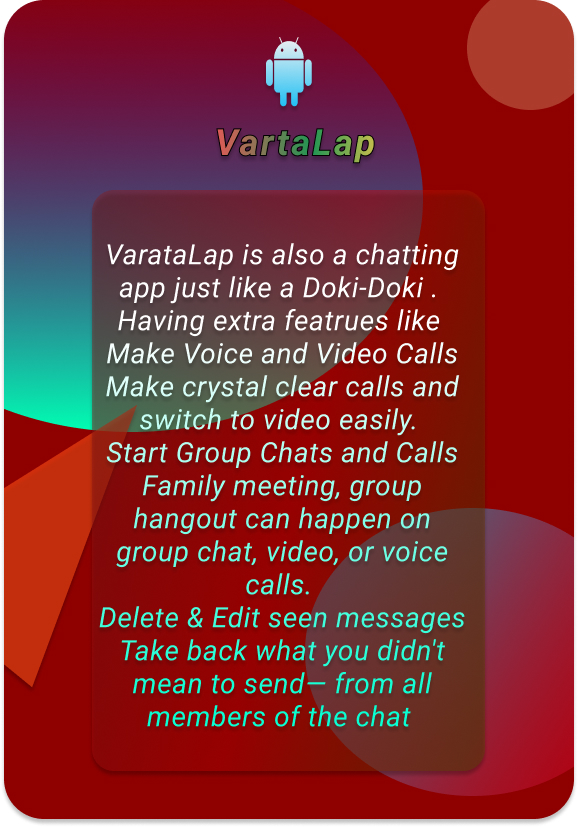 VartaLap
VarataLap is also a chatting
app just like a Doki-Doki .
Having extra featrues like
Make Voice and Video Calls
Make crystal clear calls and
switch to video easily.
Start Group Chats and Calls
Family meeting, group
hangout can happen on
group chat, video, or voice
calls.
Delete & Edit seen messages
Take back what you didn't
mean to send— from all
members of the chat